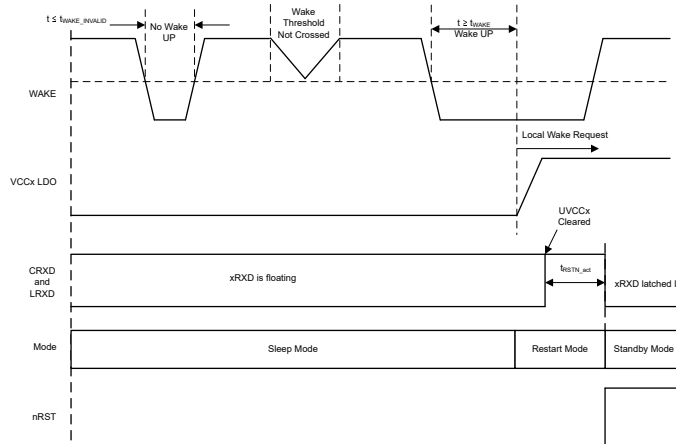 t ≤ tWAKE_INVALID
No Wake
UP
Wake
Threshold
Not Crossed
t ≥ tWAKE
Wake UP
WAKE
Local Wake Request
VCCx LDO
UVCCx
Cleared
CRXD
and
LRXD
xRXD is floating
tRSTN_act
xRXD latched l
Mode
Sleep Mode
Restart Mode
Standby Mode
nRST